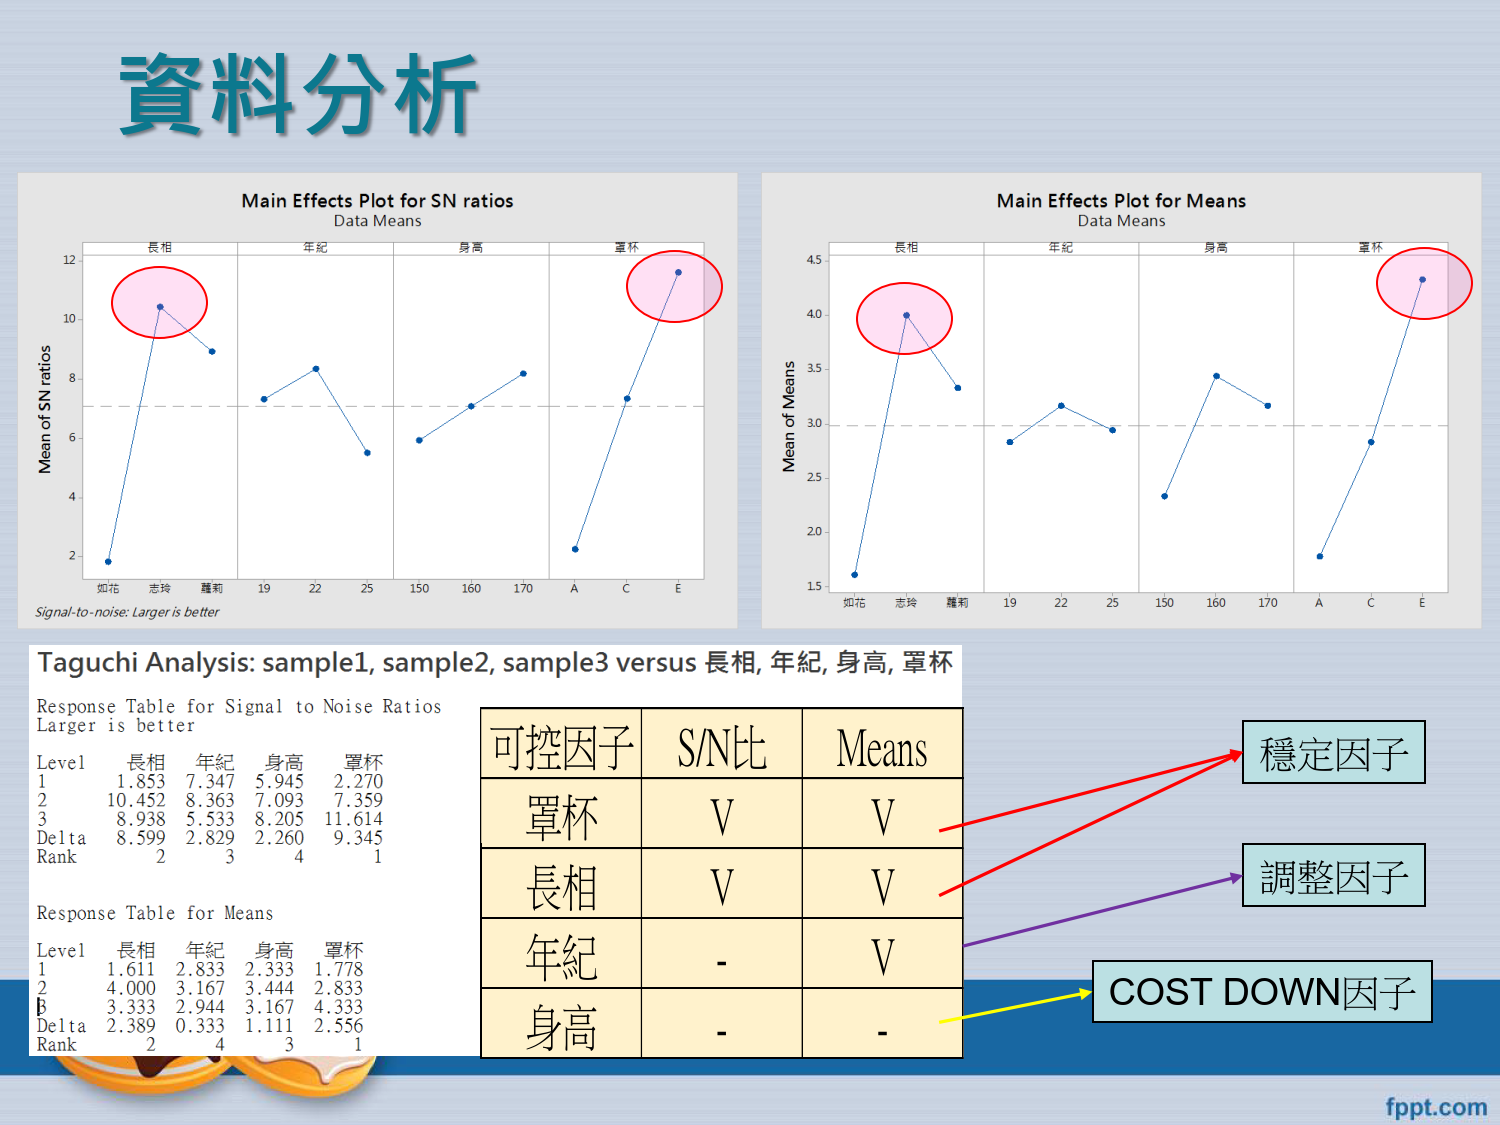 資料分析
Main Effects Plot for SN ratios
Data Means
長相 年紀 身高 罩杯
12
10
8
6
4
2
Mean of SN ratios
如花 志玲 蘿莉 19 22 25 150 160 170 A C E
Signal-to-noise: Larger is better
Main Effects Plot for Means
Data Means
長相 年紀 身高 罩杯
4.5
4.0
3.5
3.0
2.5
2.0
1.5
Mean of Means
如花 志玲 蘿莉 19 22 25 150 160 170 A C E
Taguchi Analysis: sample1, sample2, sample3 versus 長相, 年紀, 身高, 罩杯
Response Table for Signal to Noise Ratios
Larger is better
Level 長相 年紀 身高 罩杯
1 1.853 7.347 5.945 2.270
2 10.452 8.363 7.093 7.359
3 8.938 5.533 8.205 11.614
Delta 8.599 2.829 2.260 9.345
Rank 2 3 4 1
Response Table for Means
Level 長相 年紀 身高 罩杯
1 1.611 2.833 2.333 1.778
2 4.000 3.167 3.444 2.833
3 3.333 2.944 3.167 4.333
Delta 2.389 0.333 1.111 2.556
Rank 2 4 3 1
可控因子 S/N比 Means
罩杯 V V
長相 V V
年紀 - V
身高 - -
穩定因子
調整因子
COST DOWN因子
fppt.com